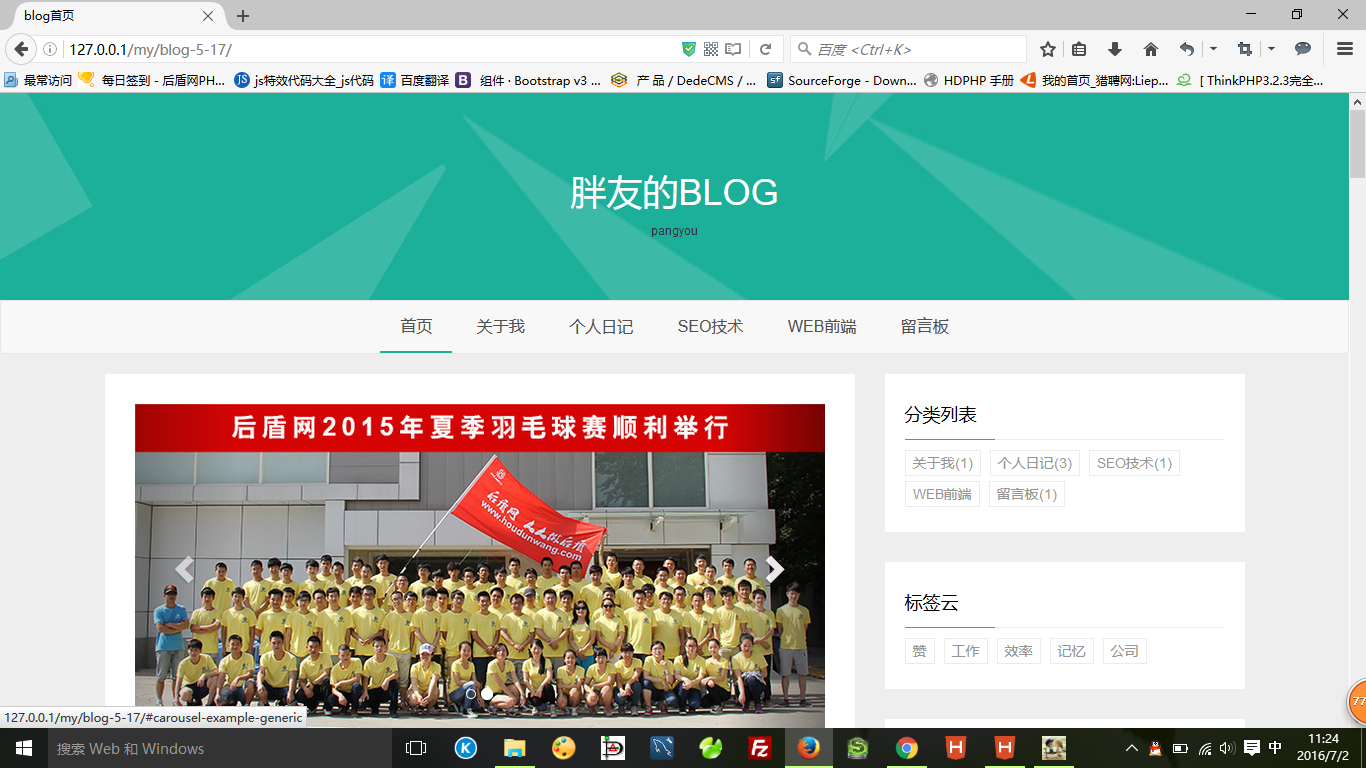 blog首页
127.0.0.1/my/blog-5-17/
百度 <Ctrl+K>
最常访问 每日签到 - 后盾网PH... js特效代码大全_js代码 百度翻译 组件 · Bootstrap v3 ... 产 品 / DedeCMS / ... SourceForge - Down... HDPHP 手册 我的首页_猎聘网:Liep... [ ThinkPHP3.2.3完全...
胖友的BLOG
pangyou
首页 关于我 个人日记 SEO技术 WEB前端 留言板
后盾网2015年夏季羽毛球赛顺利举行
后盾网 人人做后盾
www.houdunwang.com
分类列表
关于我(1) 个人日记(3) SEO技术(1)
WEB前端 留言板(1)
标签云
赞 工作 效率 记忆 公司
77
127.0.0.1/my/blog-5-17/#carousel-example-generic
搜索 Web 和 Windows
中
11:24
2016/7/2